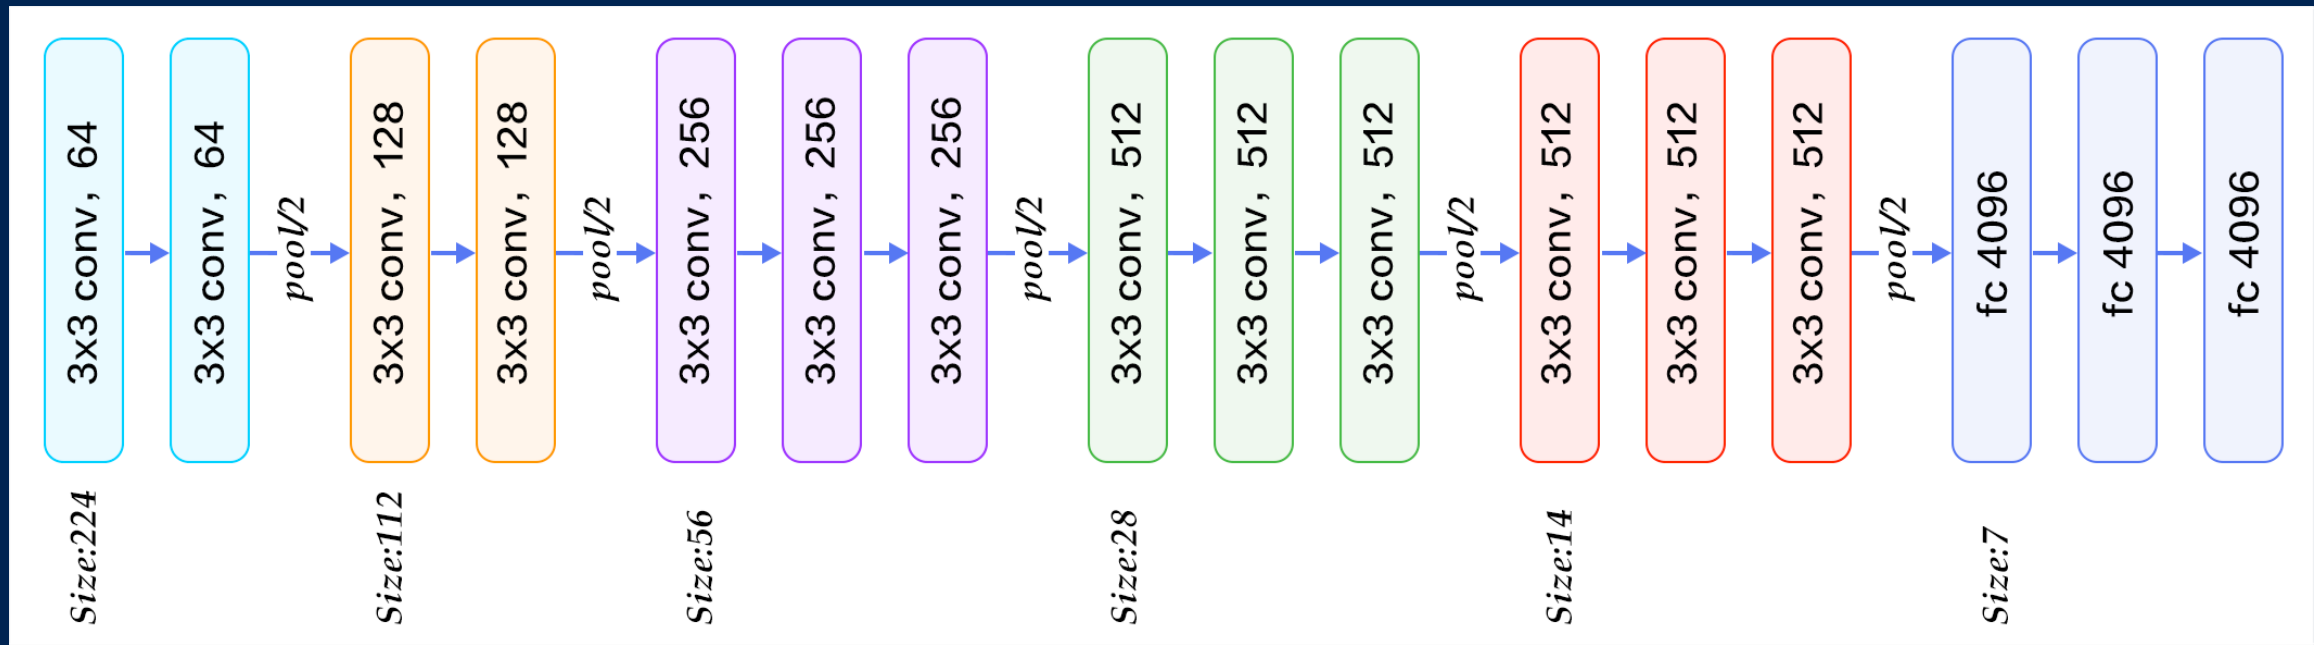 3x3 conv, 64
3x3 conv, 64
pool/2
3x3 conv, 128
3x3 conv, 128
pool/2
3x3 conv, 256
3x3 conv, 256
3x3 conv, 256
pool/2
3x3 conv, 512
3x3 conv, 512
3x3 conv, 512
pool/2
3x3 conv, 512
3x3 conv, 512
3x3 conv, 512
pool/2
fc 4096
fc 4096
fc 4096
Size:224
Size:112
Size:56
Size:28
Size:14
Size:7